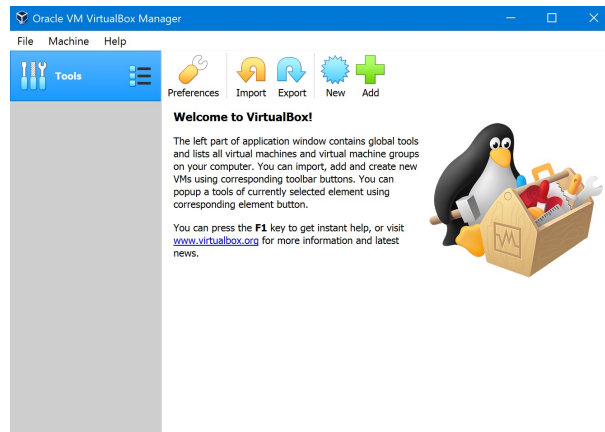 Oracle VM VirtualBox Manager
File Machine Help
Tools
Preferences Import Export New Add
Welcome to VirtualBox!
The left part of application window contains global tools
and lists all virtual machines and virtual machine groups
on your computer. You can import, add and create new
VMs using corresponding toolbar buttons. You can
popup a tools of currently selected element using
corresponding element button.
You can press the F1 key to get instant help, or visit
www.virtualbox.org for more information and latest
news.